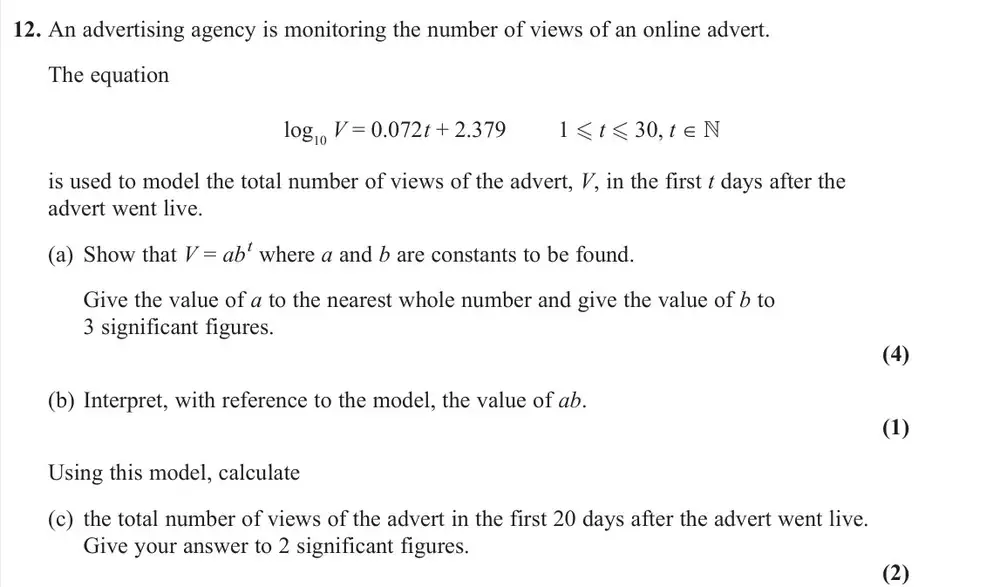 12. An advertising agency is monitoring the number of views of an online advert.
The equation
log₁₀ V = 0.072t + 2.379 1 ⩽ t ⩽ 30, t ∈ ℕ
is used to model the total number of views of the advert, V, in the first t days after the
advert went live.
(a) Show that V = abᵗ where a and b are constants to be found.
Give the value of a to the nearest whole number and give the value of b to
3 significant figures.
(4)
(b) Interpret, with reference to the model, the value of ab.
(1)
Using this model, calculate
(c) the total number of views of the advert in the first 20 days after the advert went live.
Give your answer to 2 significant figures.
(2)